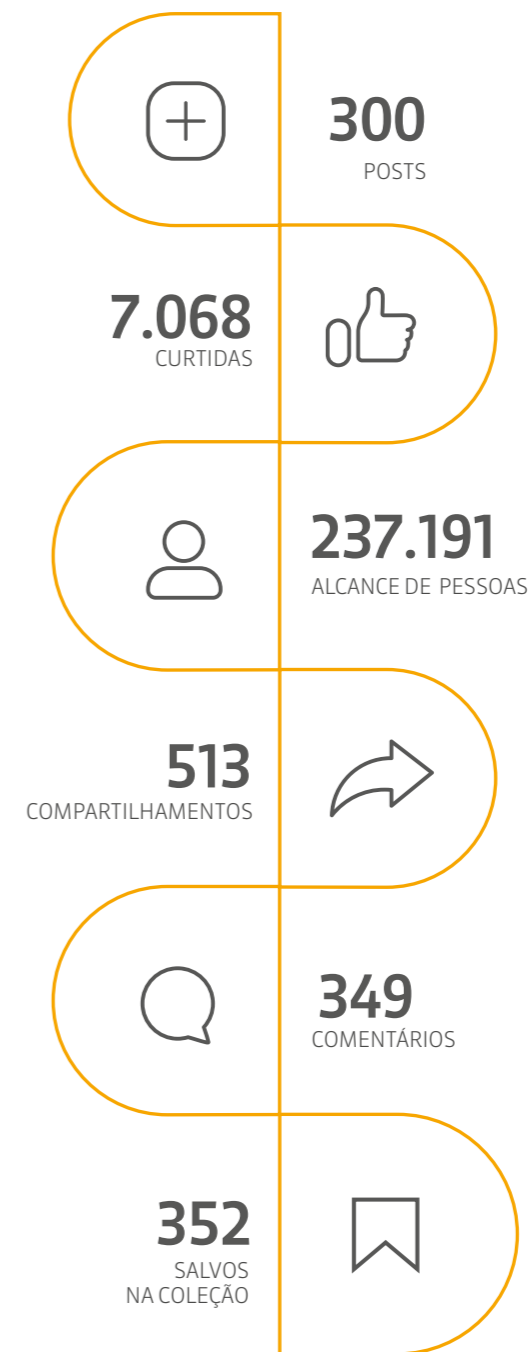 300
POSTS
7.068
CURTIDAS
237.191
ALCANCE DE PESSOAS
513
COMPARTILHAMENTOS
349
COMENTÁRIOS
352
SALVOS
NA COLEÇÃO